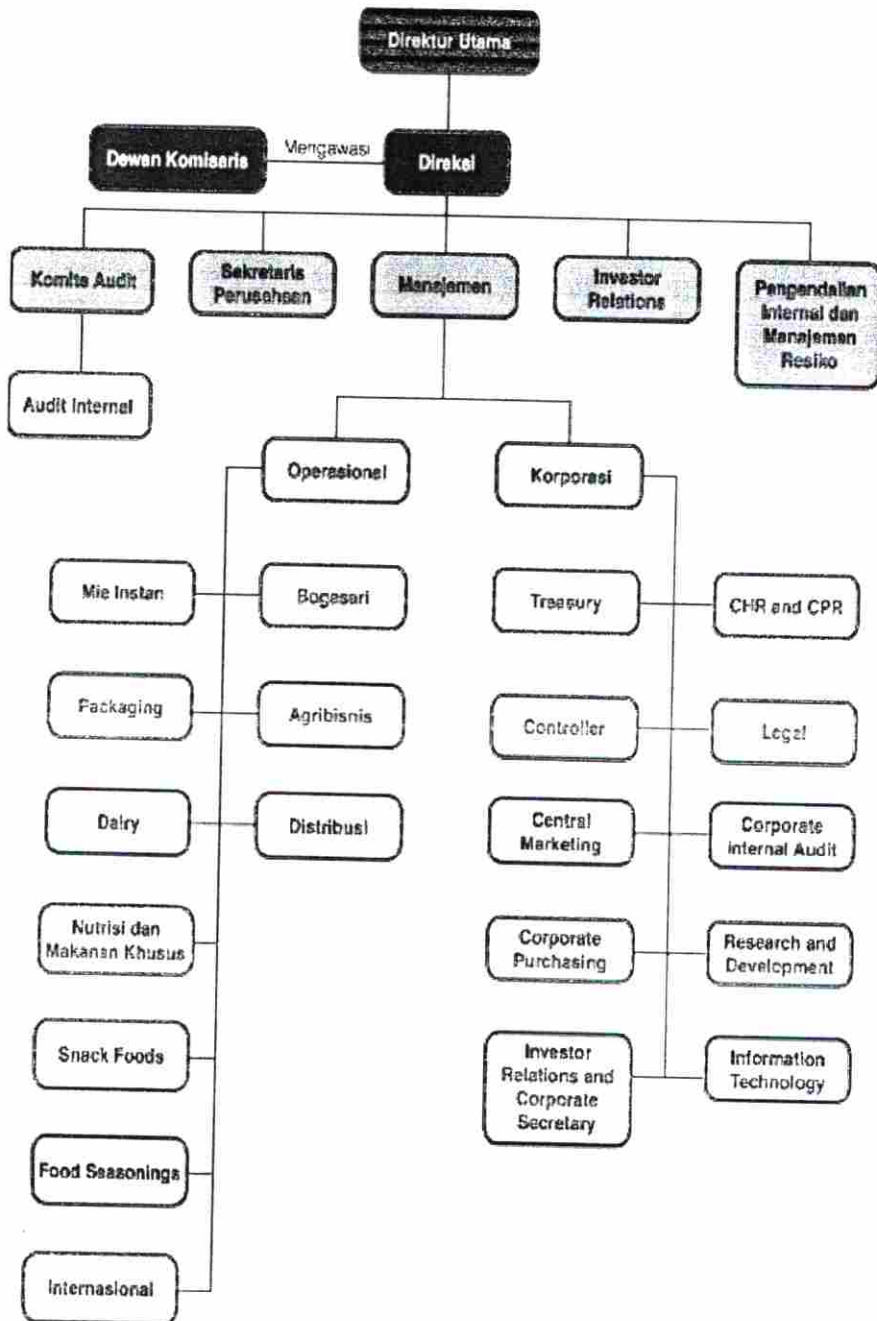 Direktur Utama
Dewan Komisaris
Mengawasi
Direksi
Komite Audit
Sekretaris
Perusahaan
Manajemen
Investor
Relations
Pengendalian
Internal dan
Manajemen
Resiko
Audit Internal
Operasional
Korporasi
Mie Instan
Bogasari
Treasury
CHR and CPR
Packaging
Agribisnis
Controller
Legal
Dairy
Distribusi
Central
Marketing
Corporate
Internal Audit
Nutrisi dan
Makanan Khusus
Corporate
Purchasing
Research and
Development
Snack Foods
Investor
Relations and
Corporate
Secretary
Information
Technology
Food Seasonings
Internasional